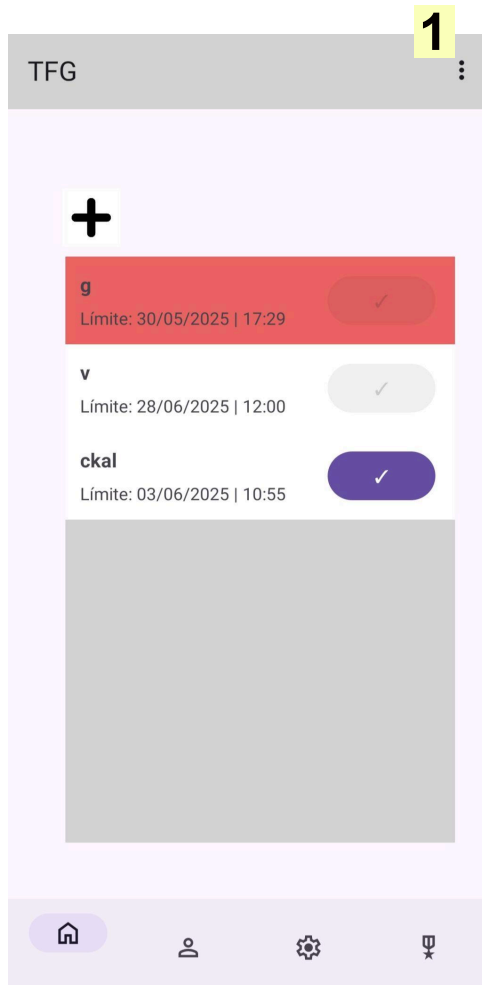 1
TFG
g
Límite: 30/05/2025 | 17:29
✓
v
Límite: 28/06/2025 | 12:00
✓
ckal
Límite: 03/06/2025 | 10:55
✓